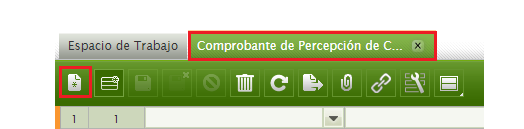 Espacio de Trabajo Comprobante de Percepción de C...
1 1